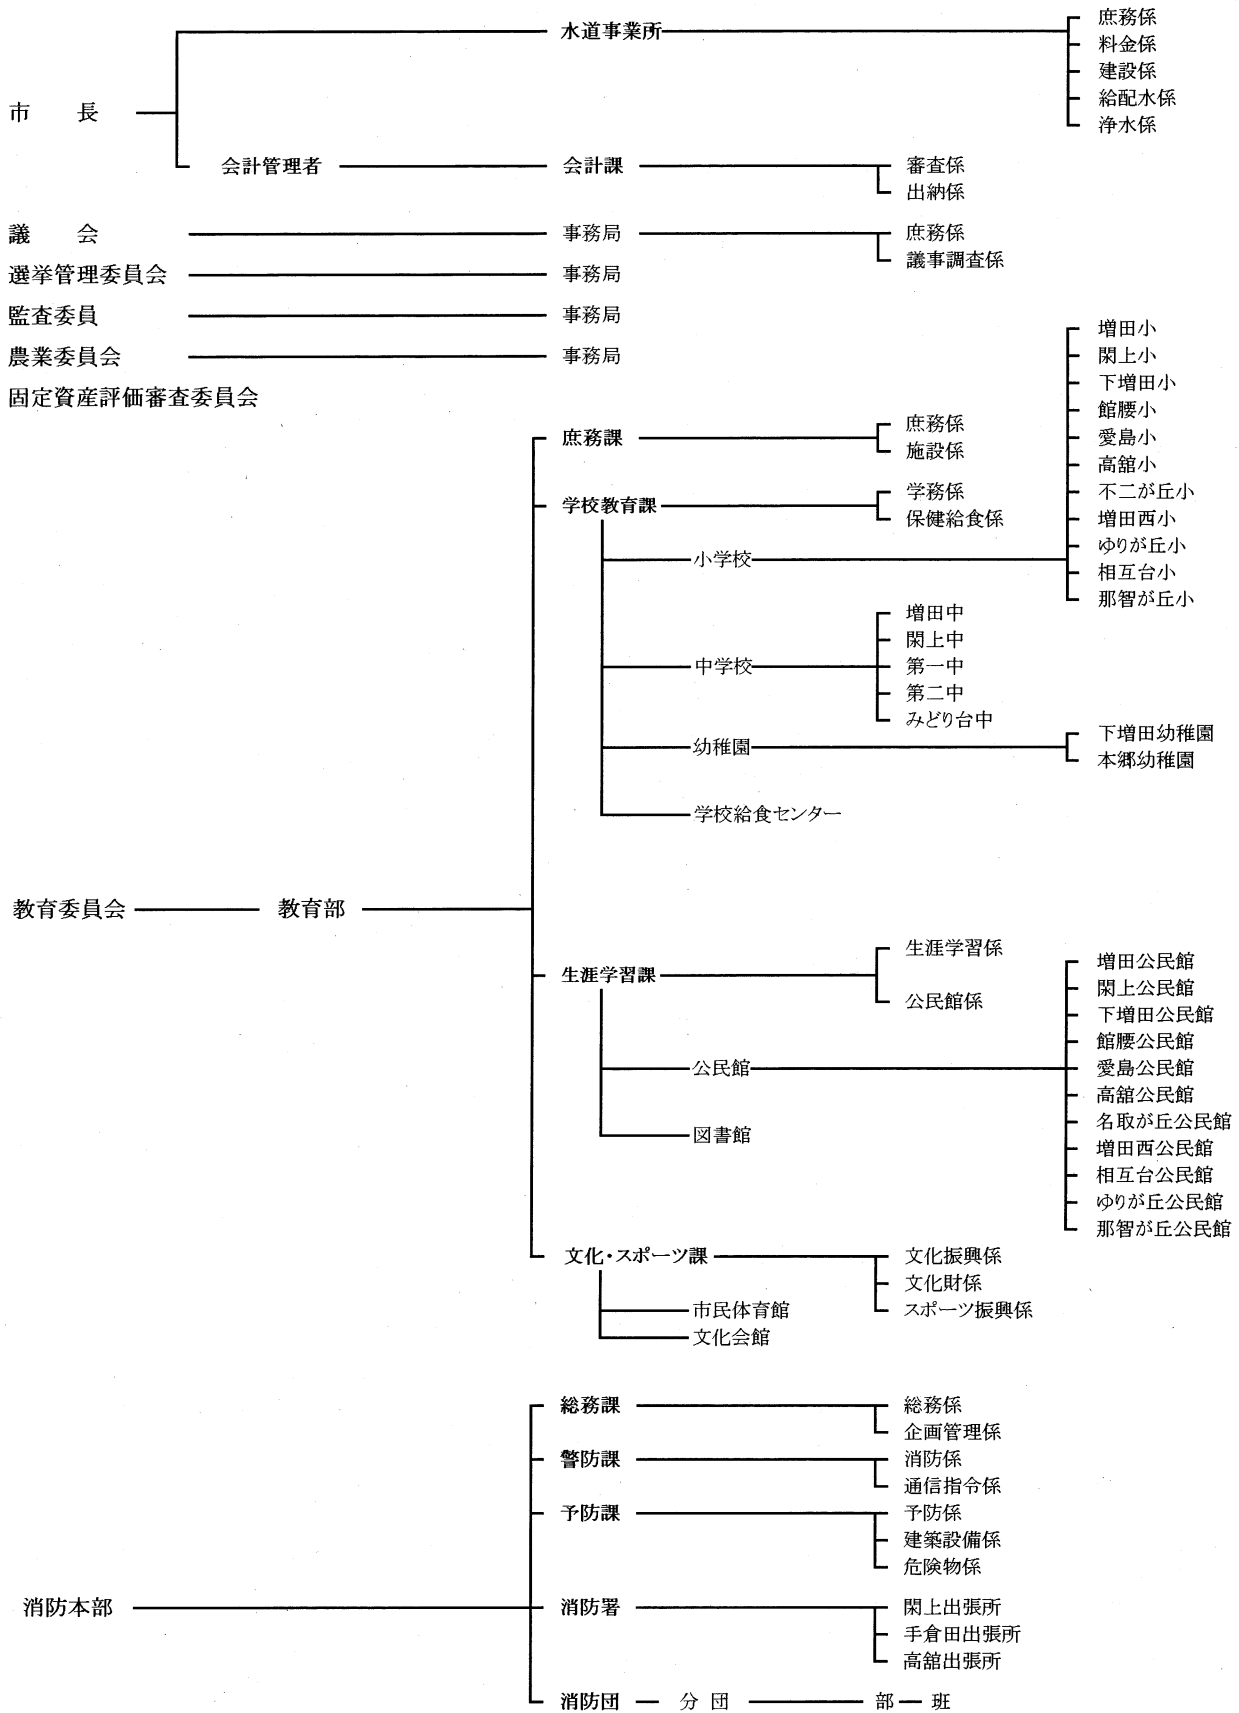 水道事業所
庶務係
料金係
建設係
給配水係
浄水係
市　長
会計管理者
会計課
審査係
出納係
議　会
事務局
庶務係
議事調査係
選挙管理委員会
事務局
監査委員
事務局
農業委員会
事務局
固定資産評価審査委員会
教育委員会
教育部
庶務課
庶務係
施設係
学校教育課
学務係
保健給食係
小学校
増田小
閖上小
下増田小
館腰小
愛島小
高舘小
不二が丘小
増田西小
ゆりが丘小
相互台小
那智が丘小
中学校
増田中
閖上中
第一中
第二中
みどり台中
幼稚園
下増田幼稚園
本郷幼稚園
学校給食センター
生涯学習課
生涯学習係
公民館係
公民館
増田公民館
閖上公民館
下増田公民館
館腰公民館
愛島公民館
高舘公民館
名取が丘公民館
増田西公民館
相互台公民館
ゆりが丘公民館
那智が丘公民館
図書館
文化・スポーツ課
文化振興係
文化財係
スポーツ振興係
市民体育館
文化会館
消防本部
総務課
総務係
企画管理係
警防課
消防係
通信指令係
予防課
予防係
建築設備係
危険物係
消防署
閖上出張所
手倉田出張所
高舘出張所
消防団
分団
部
班